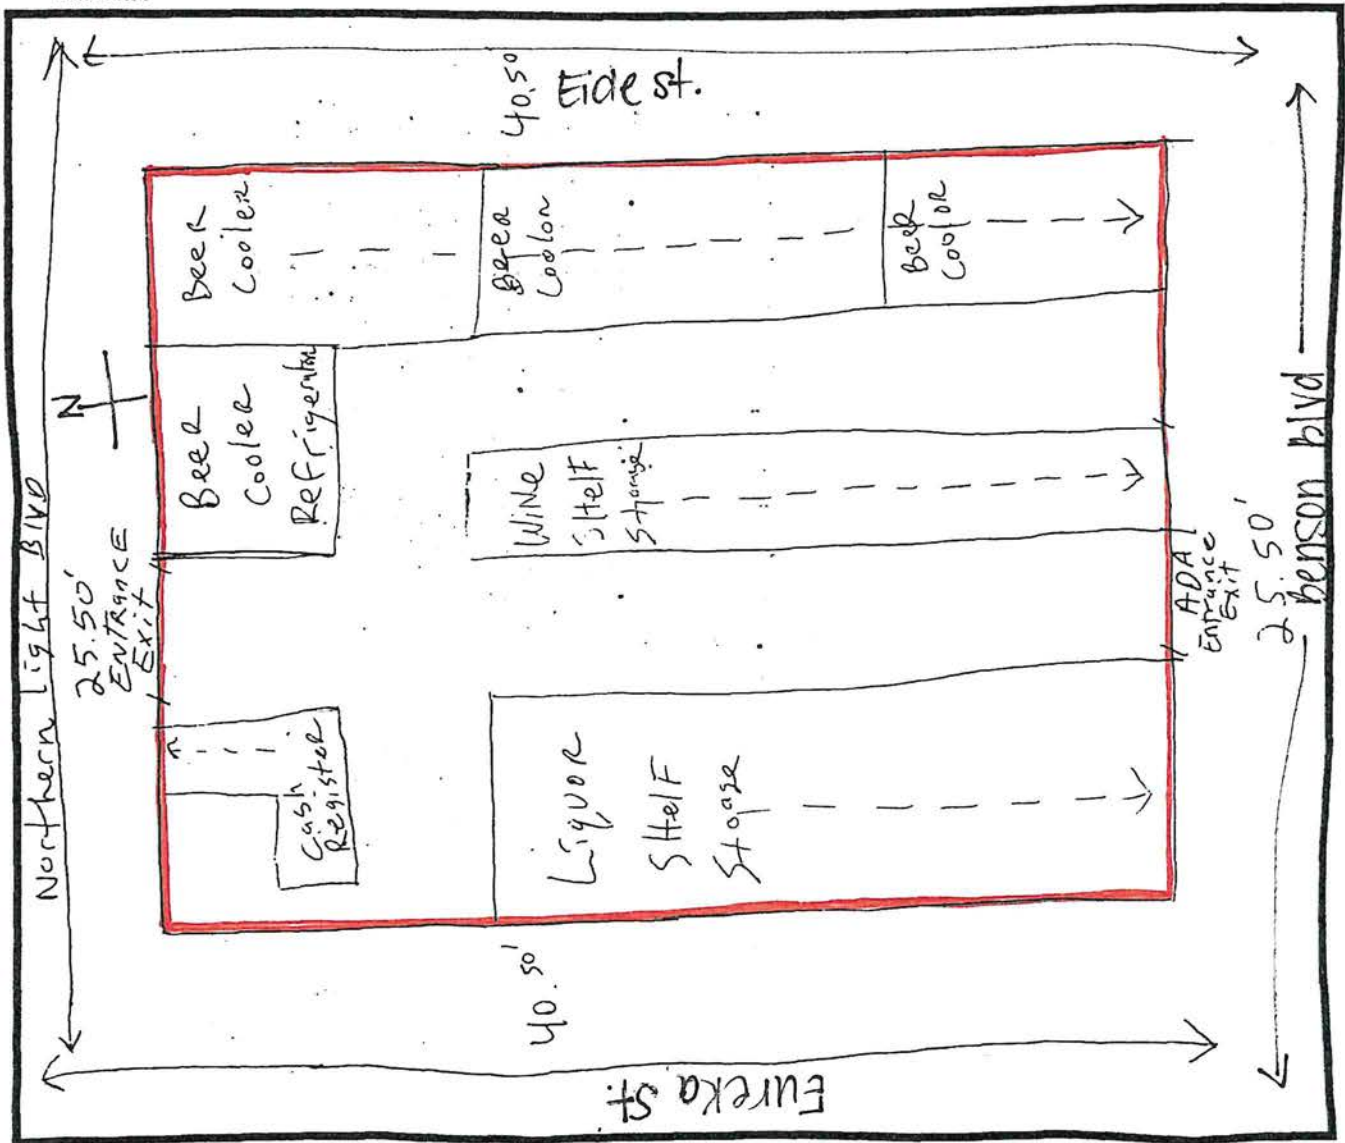 Eide st.
40.50
Beer
Cooler
Beer
Coolor
Beer
Coolor
N
Beer
Cooler
Refrigerator
Wine
Shelf
Storage
Northern Light Blvd
25.50'
Entrance
Exit
ADA
Entrance
Exit
25.50'
benson blvd
Cash
Register
Liquor
Shelf
Storage
40.50'
Eureka St.